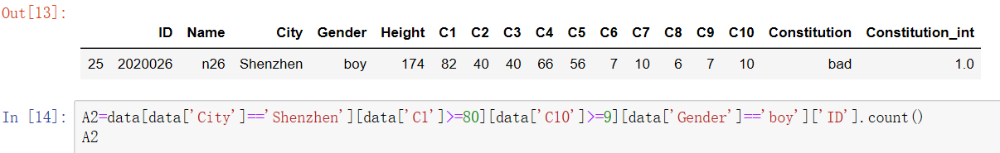 Out[13]:
ID Name City Gender Height C1 C2 C3 C4 C5 C6 C7 C8 C9 C10 Constitution Constitution_int
25 2020026 n26 Shenzhen boy 174 82 40 40 66 56 7 10 6 7 10 bad 1.0
In [14]: A2=data[data['City']=='Shenzhen'][data['C1']>=80][data['C10']>=9][data['Gender']=='boy']['ID'].count()
A2